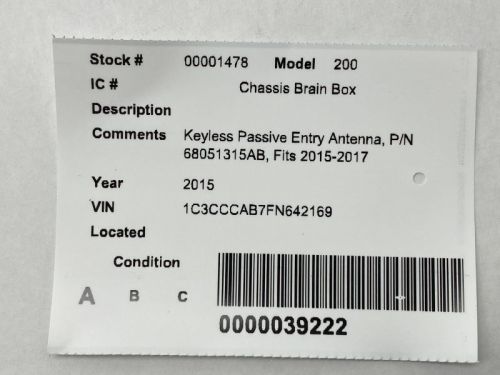 Stock # 00001478 Model 200
IC # Chassis Brain Box
Description
Comments Keyless Passive Entry Antenna, P/N
68051315AB, Fits 2015-2017
Year 2015
VIN 1C3CCCAB7FN642169
Located
Condition
A B C
0000039222